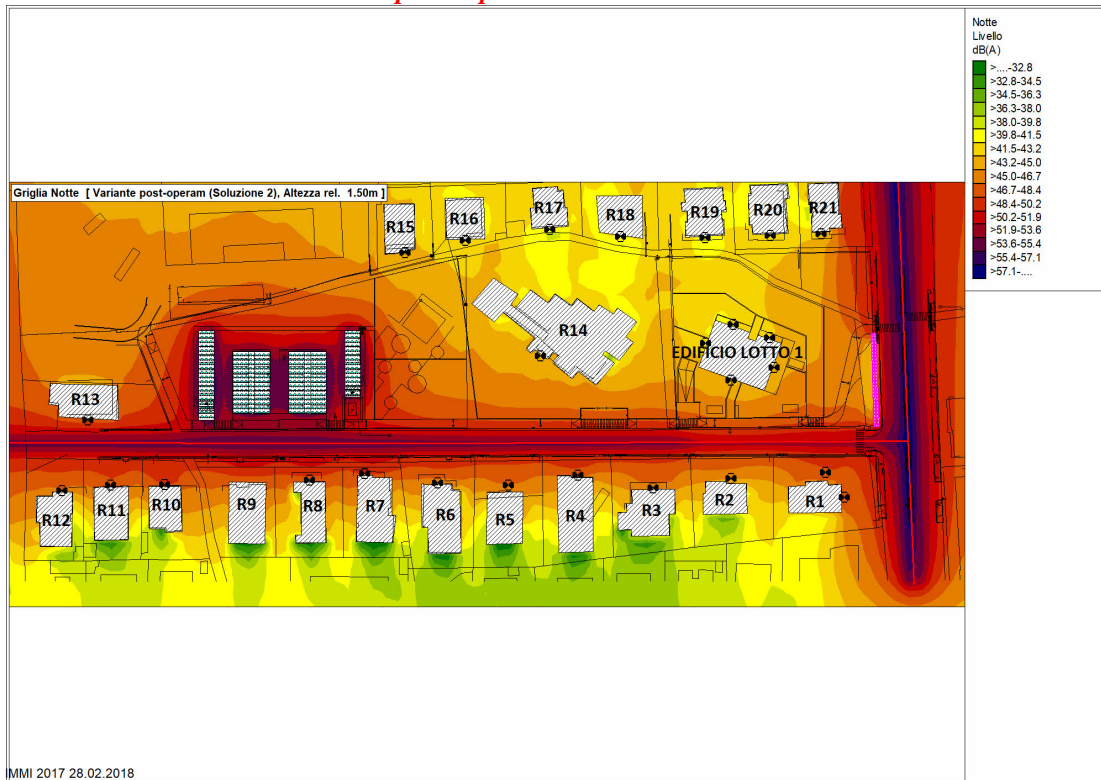 Notte
Livello
dB(A)
>....-32.8
>32.8-34.5
>34.5-36.3
>36.3-38.0
>38.0-39.8
>39.8-41.5
>41.5-43.2
>43.2-45.0
>45.0-46.7
>46.7-48.4
>48.4-50.2
>50.2-51.9
>51.9-53.6
>53.6-55.4
>55.4-57.1
>57.1-....
Griglia Notte [ Variante post-operam (Soluzione 2), Altezza rel. 1.50m ]
R15
R16
R17
R18
R19
R20
R21
R14
EDIFICIO LOTTO 1
R13
R12
R11
R10
R9
R8
R7
R6
R5
R4
R3
R2
R1
IMMI 2017 28.02.2018